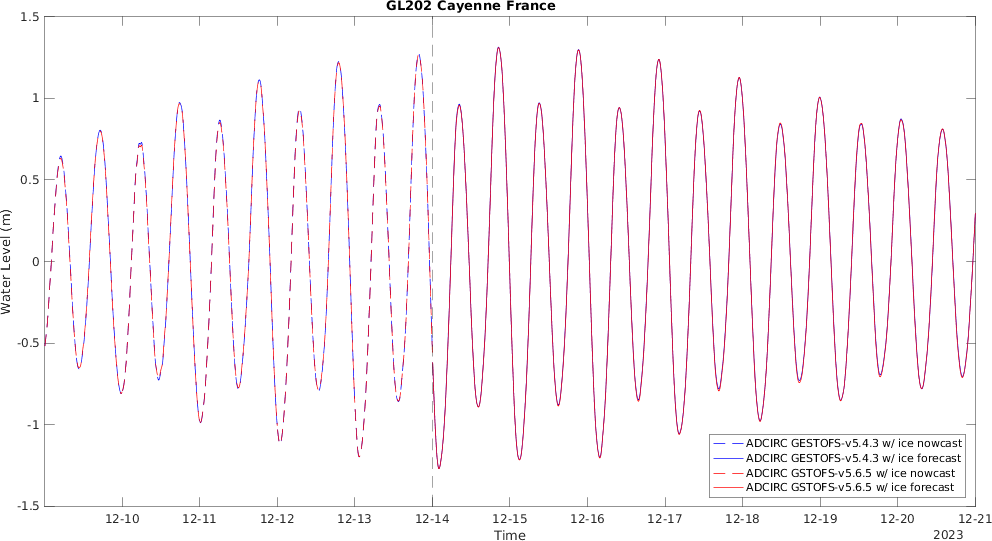 GL202 Cayenne France
1.5
1
0.5
0
-0.5
-1
-1.5
Water Level (m)
ADCIRC GESTOFS-v5.4.3 w/ ice nowcast
ADCIRC GESTOFS-v5.4.3 w/ ice forecast
ADCIRC GSTOFS-v5.6.5 w/ ice nowcast
ADCIRC GSTOFS-v5.6.5 w/ ice forecast
12-10 12-11 12-12 12-13 12-14 12-15 12-16 12-17 12-18 12-19 12-20 12-21
Time
2023